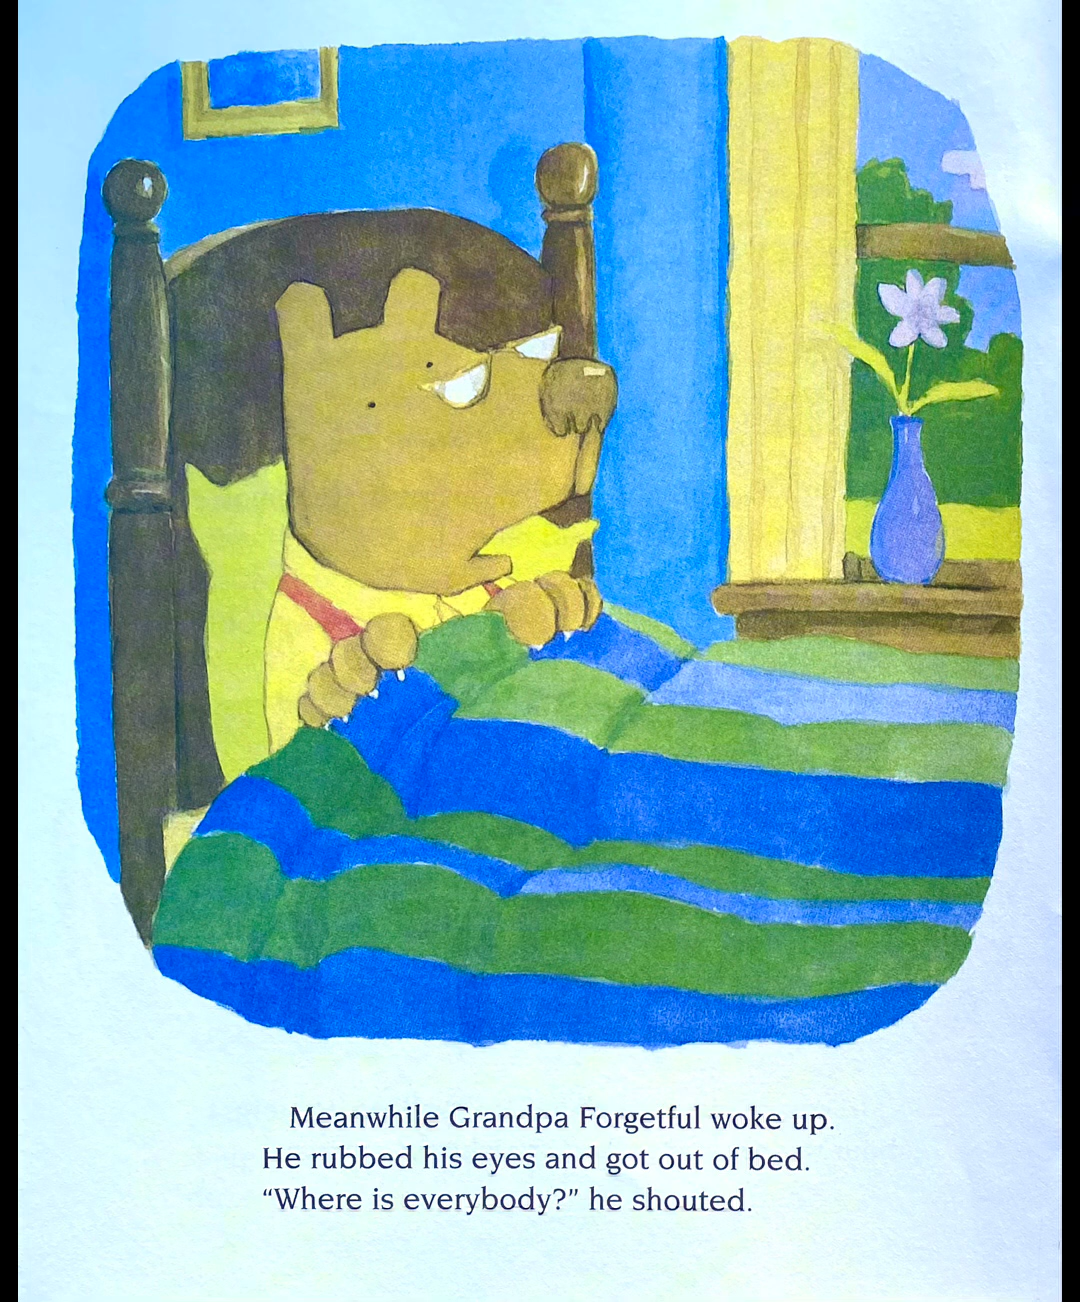 Meanwhile Grandpa Forgetful woke up.
He rubbed his eyes and got out of bed.
“Where is everybody?” he shouted.